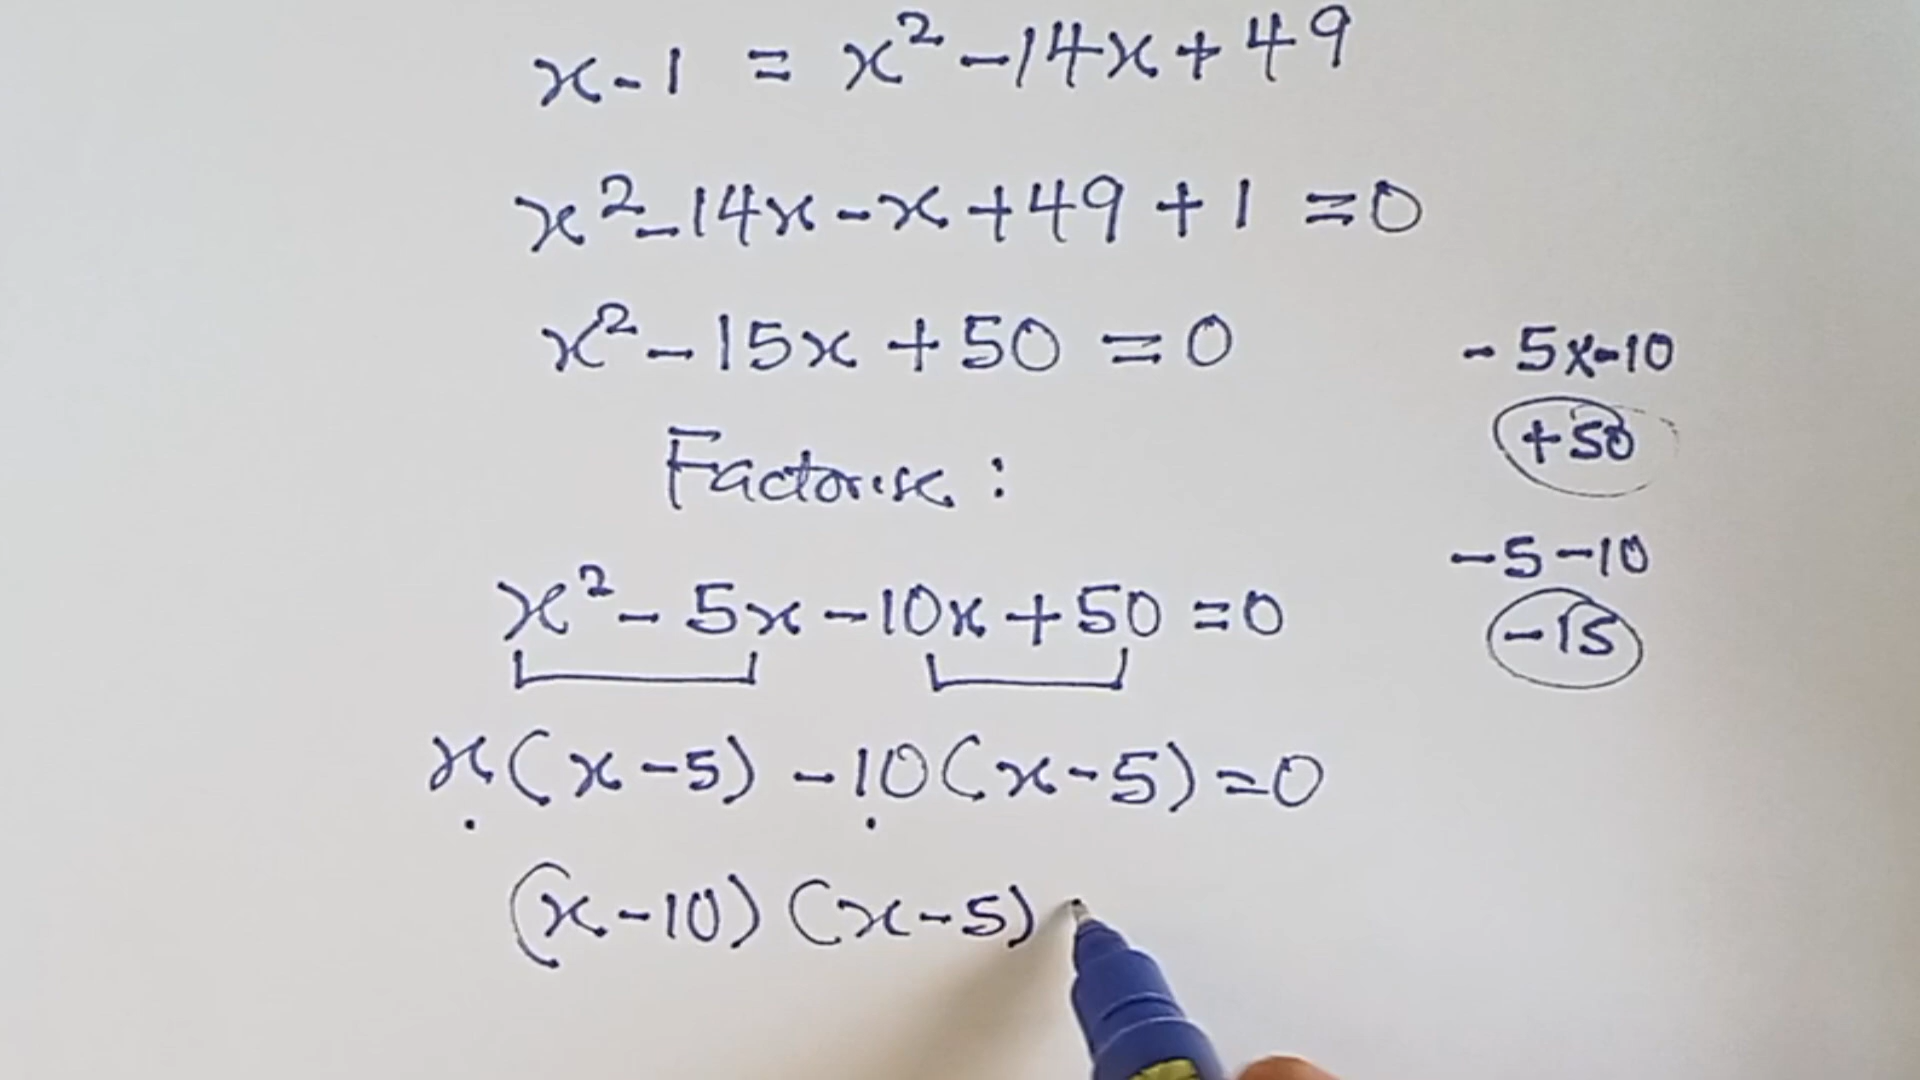 x-1 = x²-14x+49
x²-14x-x+49+1=0
x²-15x+50=0
-5x-10
+50
Factorise:
-5-10
-15
x²-5x-10x+50=0
x(x-5)-10(x-5)=0
(x-10)(x-5)